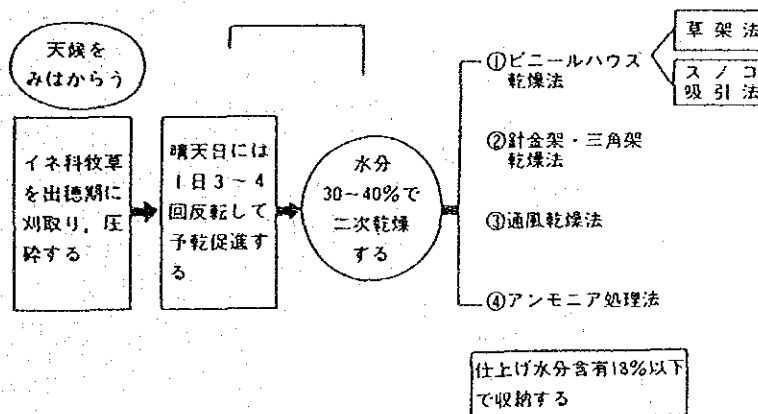 天候を
みはからう
イネ科牧草
を出穂期に
刈取り,圧
砕する
晴天日には
1日3~4
回反転して
予乾促進す
る
水分
30~40%で
二次乾燥
する
①ビニールハウス
乾燥法
草架法
スノコ
吸引法
②針金架・三角架
乾燥法
③通風乾燥法
④アンモニア処理法
仕上げ水分含有18%以下
で収納する